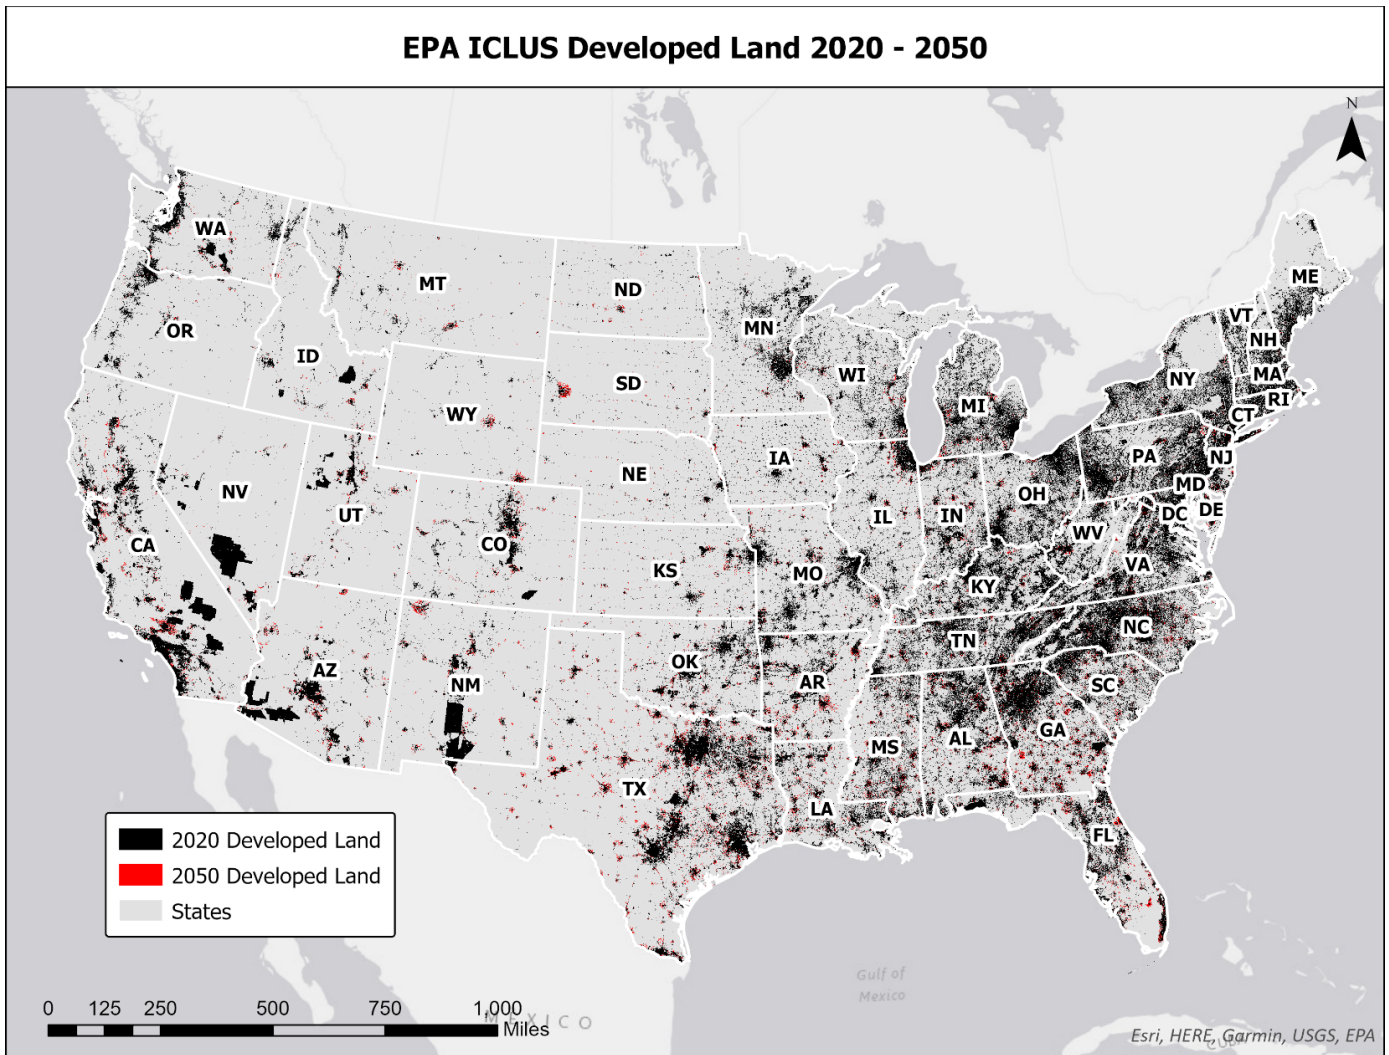 EPA ICLUS Developed Land 2020 - 2050
N
WA
MT
ND
MN
ME
VT
NH
OR
ID
SD
WI
MA
NY
RI
WY
MI
CT
IA
PA
NJ
NE
NV
OH
MD
UT
IL
IN
DC
DE
CA
CO
WV
KS
MO
VA
KY
NC
TN
OK
AZ
NM
AR
SC
GA
AL
MS
TX
LA
FL
2020 Developed Land
2050 Developed Land
States
Gulf of
Mexico
0 125 250 500 750 1,000
Miles
MEXICO
CUBA
Esri, HERE, Garmin, USGS, EPA